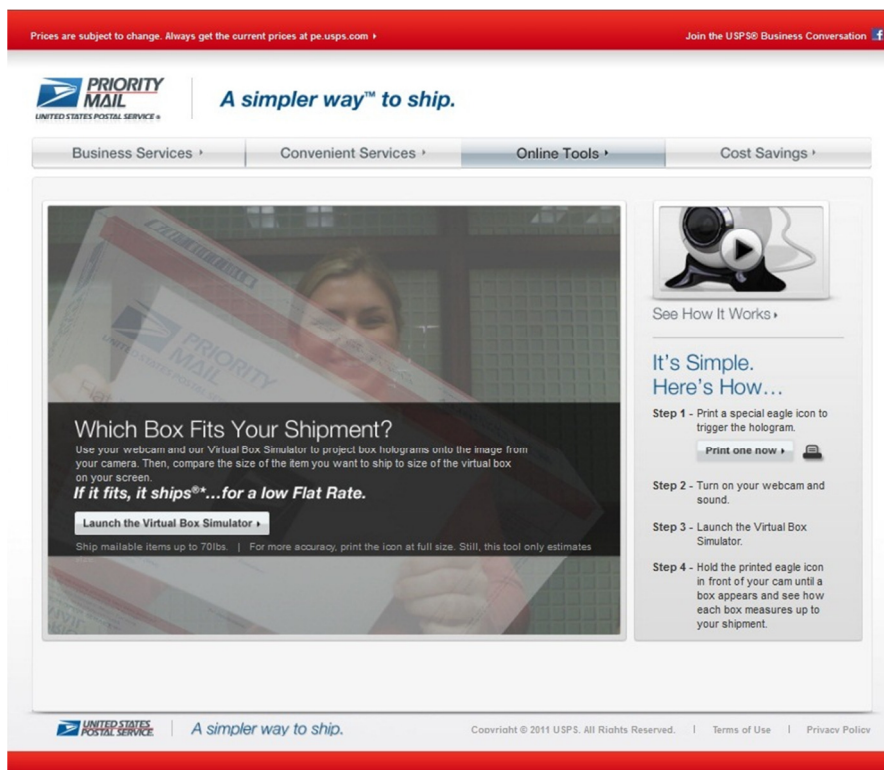 Prices are subject to change. Always get the current prices at pe.usps.com
Join the USPS® Business Conversation
PRIORITY
MAIL
UNITED STATES POSTAL SERVICE ®
A simpler way™ to ship.
Business Services
Convenient Services
Online Tools
Cost Savings
PRIORITY
MAIL
UNITED STATES POSTAL SERVICE
Flat
Which Box Fits Your Shipment?
Use your webcam and our Virtual Box Simulator to project box holograms onto the image from
your camera. Then, compare the size of the item you want to ship to size of the virtual box
on your screen.
If it fits, it ships®*...for a low Flat Rate.
Launch the Virtual Box Simulator
Ship mailable items up to 70lbs. | For more accuracy, print the icon at full size. Still, this tool only estimates
See How It Works
It's Simple.
Here's How...
Step 1 - Print a special eagle icon to
trigger the hologram.
Print one now
Step 2 - Turn on your webcam and
sound.
Step 3 - Launch the Virtual Box
Simulator.
Step 4 - Hold the printed eagle icon
in front of your cam until a
box appears and see how
each box measures up to
your shipment.
UNITED STATES
POSTAL SERVICE
A simpler way to ship.
Copyright © 2011 USPS. All Rights Reserved. | Terms of Use | Privacy Policy